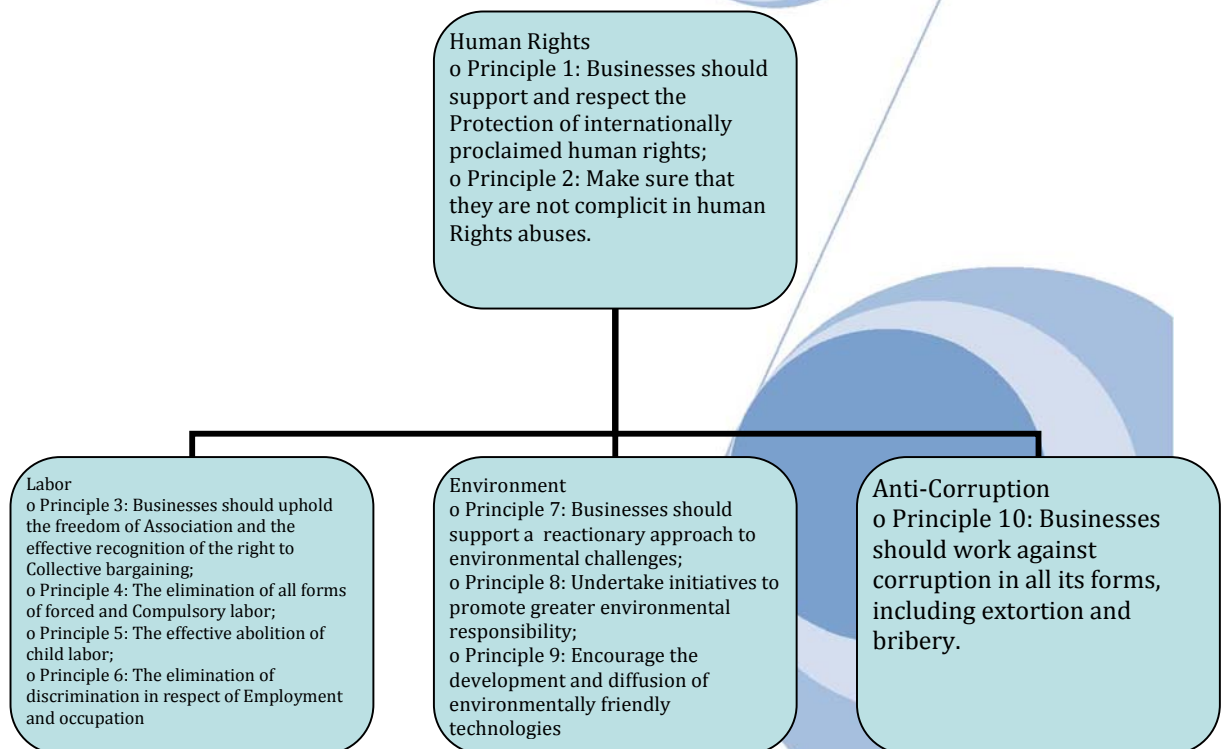 Human Rights
o Principle 1: Businesses should
support and respect the
Protection of internationally
proclaimed human rights;
o Principle 2: Make sure that
they are not complicit in human
Rights abuses.
Labor
o Principle 3: Businesses should uphold
the freedom of Association and the
effective recognition of the right to
Collective bargaining;
o Principle 4: The elimination of all forms
of forced and Compulsory labor;
o Principle 5: The effective abolition of
child labor;
o Principle 6: The elimination of
discrimination in respect of Employment
and occupation
Environment
o Principle 7: Businesses should
support a reactionary approach to
environmental challenges;
o Principle 8: Undertake initiatives to
promote greater environmental
responsibility;
o Principle 9: Encourage the
development and diffusion of
environmentally friendly
technologies
Anti-Corruption
o Principle 10: Businesses
should work against
corruption in all its forms,
including extortion and
bribery.